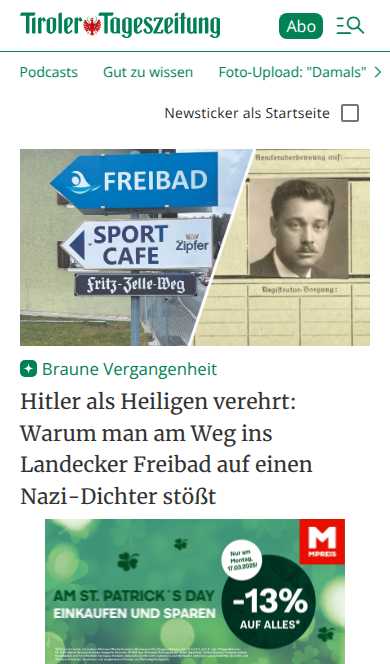 Tiroler Tageszeitung
Abo
Podcasts Gut zu wissen Foto-Upload: "Damals"
Newsticker als Startseite
FREIBAD
SPORT
CAFE
Zipfer
Fritz-Zelle-Weg
Registratur-Vorgang:
Braune Vergangenheit
Hitler als Heiligen verehrt:
Warum man am Weg ins
Landecker Freibad auf einen
Nazi-Dichter stößt
M
MPREIS
Nur am
Montag,
17.03.2025!
AM ST. PATRICK´S DAY
EINKAUFEN UND SPAREN
-13%
AUF ALLES*